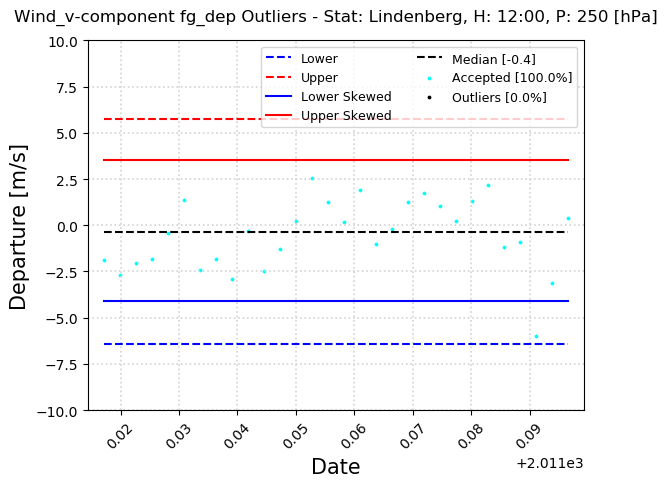 Wind_v-component fg_dep Outliers - Stat: Lindenberg, H: 12:00, P: 250 [hPa]
10.0
7.5
5.0
2.5
0.0
−2.5
−5.0
−7.5
−10.0
Departure [m/s]
Lower
Upper
Lower Skewed
Upper Skewed
Median [-0.4]
Accepted [100.0%]
Outliers [0.0%]
0.02
0.03
0.04
0.05
0.06
0.07
0.08
0.09
+2.011e3
Date